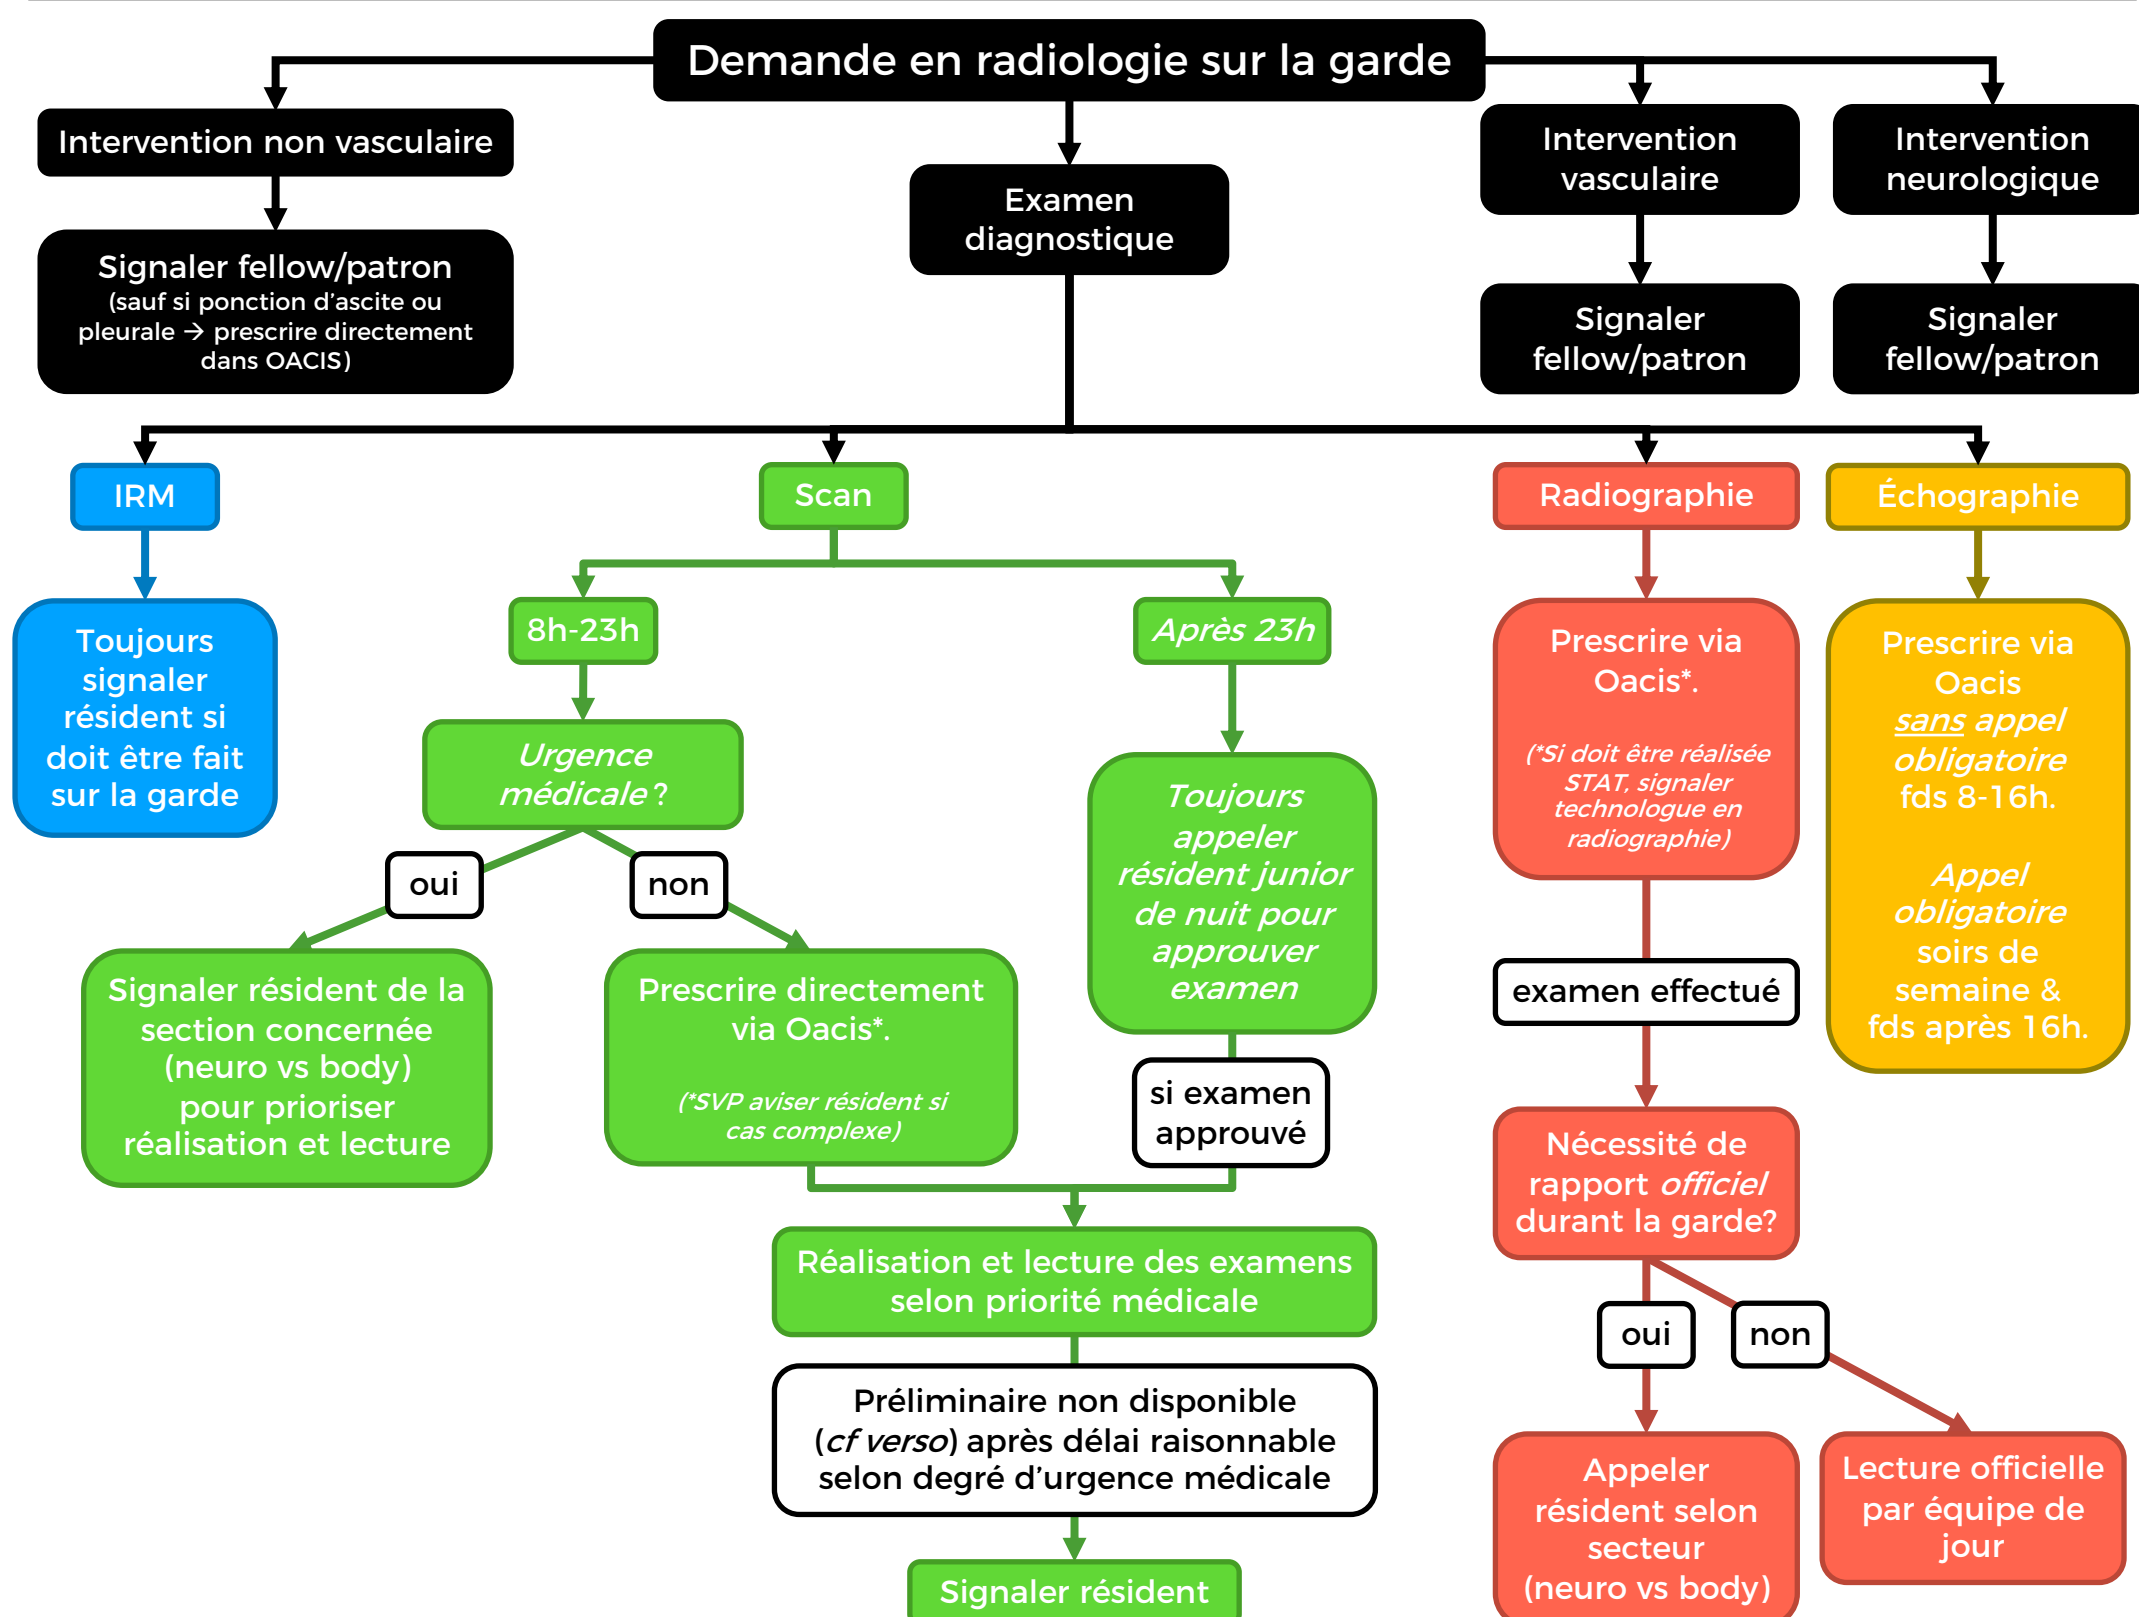 Demande en radiologie sur la garde
Intervention non vasculaire
Signaler fellow/patron
(sauf si ponction d'ascite ou
pleurale → prescrire directement
dans OACIS)
Examen
diagnostique
Intervention
vasculaire
Signaler
fellow/patron
Intervention
neurologique
Signaler
fellow/patron
IRM
Toujours
signaler
résident si
doit être fait
sur la garde
Scan
8h-23h
Urgence
médicale ?
oui
non
Signaler résident de la
section concernée
(neuro vs body)
pour prioriser
réalisation et lecture
Prescrire directement
via Oacis*.
(*SVP aviser résident si
cas complexe)
Après 23h
Toujours
appeler
résident junior
de nuit pour
approuver
examen
si examen
approuvé
Réalisation et lecture des examens
selon priorité médicale
Préliminaire non disponible
(cf verso) après délai raisonnable
selon degré d'urgence médicale
Signaler résident
Radiographie
Prescrire via
Oacis*.
(*Si doit être réalisée
STAT, signaler
technologue en
radiographie)
examen effectué
Nécessité de
rapport officiel
durant la garde?
oui
non
Appeler
résident selon
secteur
(neuro vs body)
Lecture officielle
par équipe de
jour
Échographie
Prescrire via
Oacis
sans appel
obligatoire
fds 8-16h.
Appel
obligatoire
soirs de
semaine &
fds après 16h.